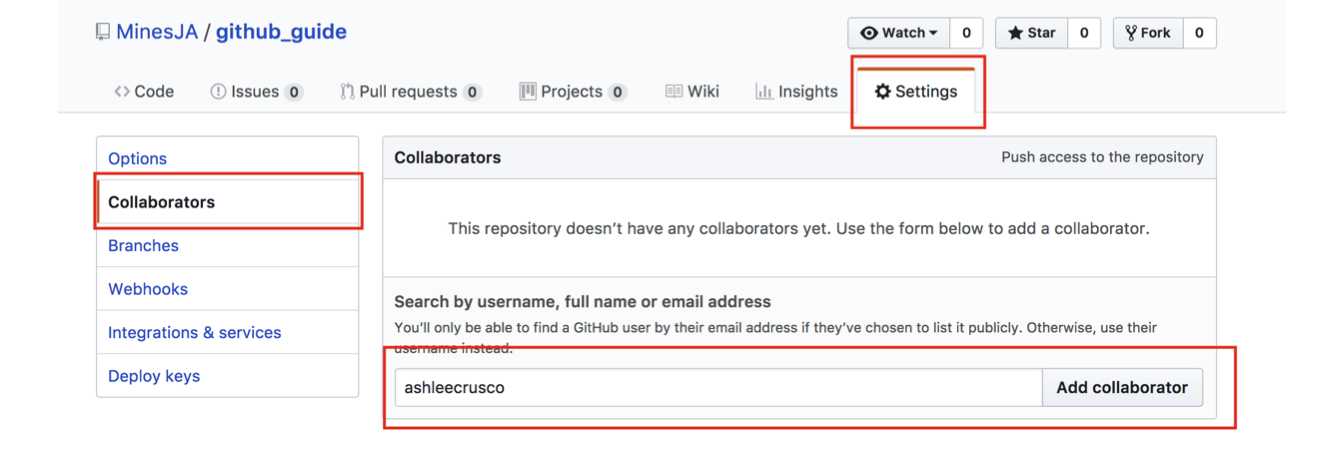 MinesJA / github_guide
Watch 0 Star 0 Fork 0
Code Issues 0 Pull requests 0 Projects 0 Wiki Insights Settings
Options
Collaborators
Branches
Webhooks
Integrations & services
Deploy keys
Collaborators Push access to the repository
This repository doesn’t have any collaborators yet. Use the form below to add a collaborator.
Search by username, full name or email address
You’ll only be able to find a GitHub user by their email address if they’ve chosen to list it publicly. Otherwise, use their
username instead.
ashleecrusco Add collaborator